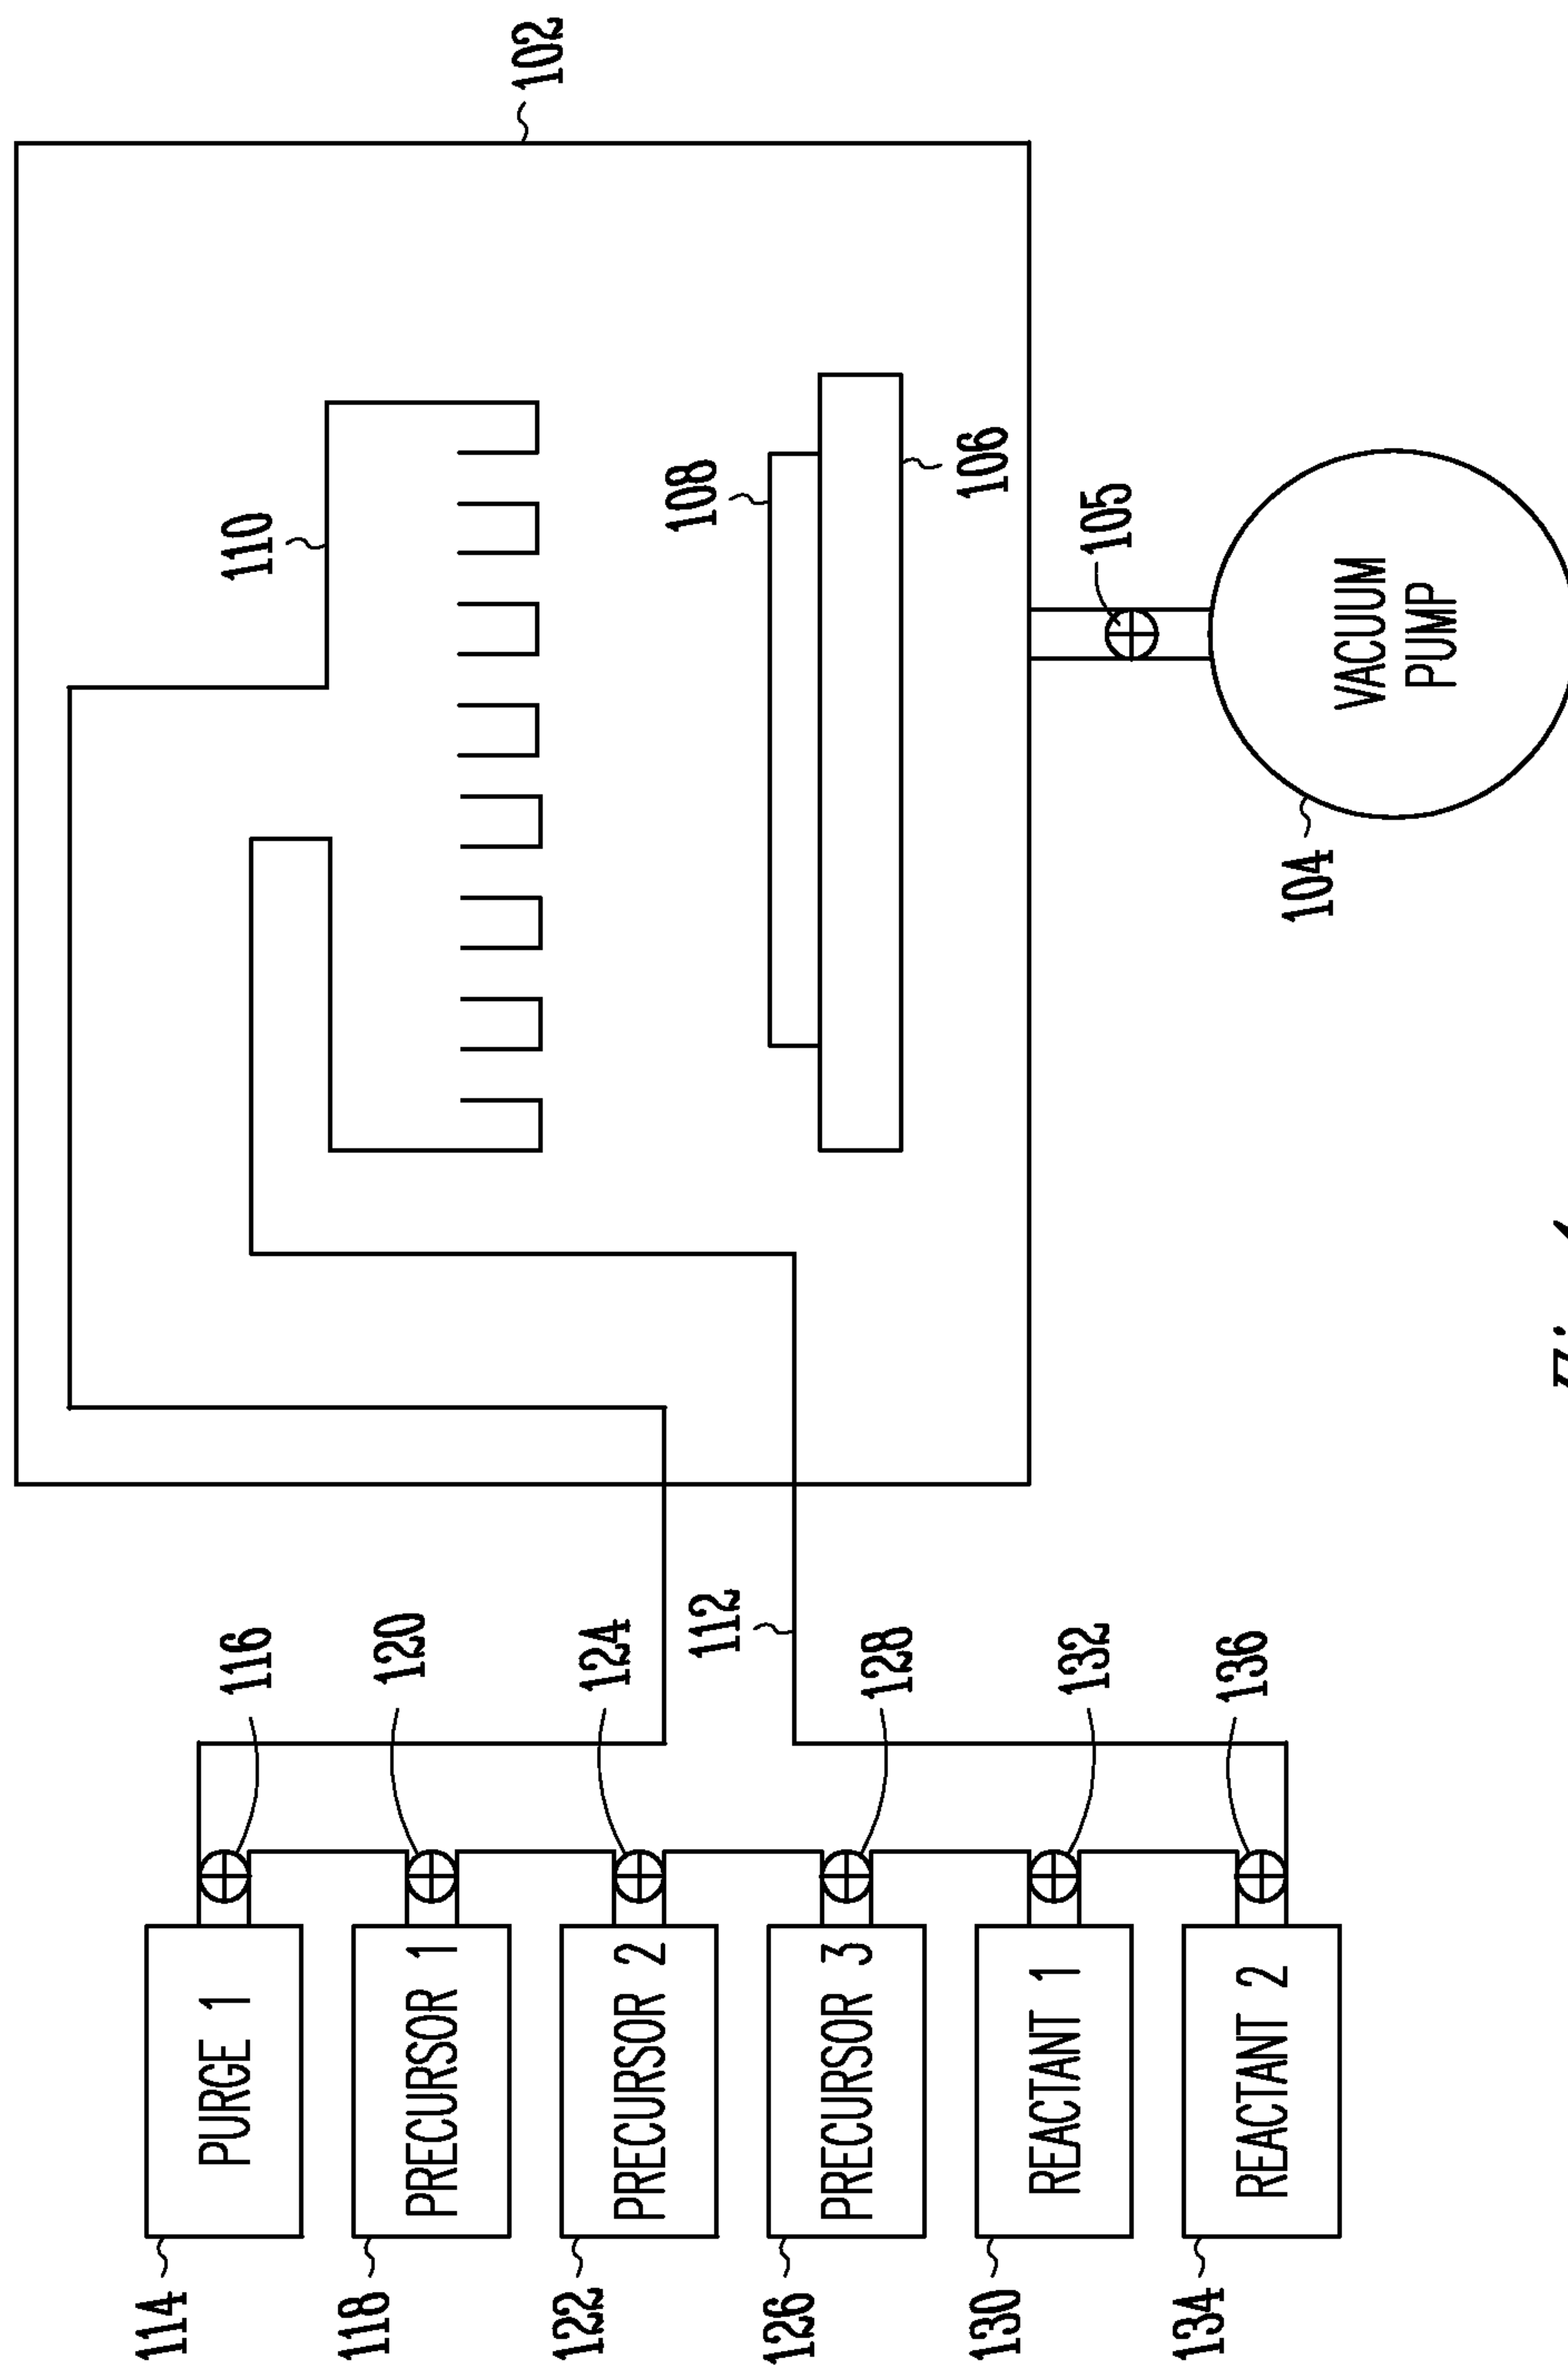 114
PURGE 1
116
118
PRECURSOR 1
120
122
PRECURSOR 2
124
112
126
PRECURSOR 3
128
130
REACTANT 1
132
134
REACTANT 2
136
110
102
108
106
105
104
VACUUM
PUMP